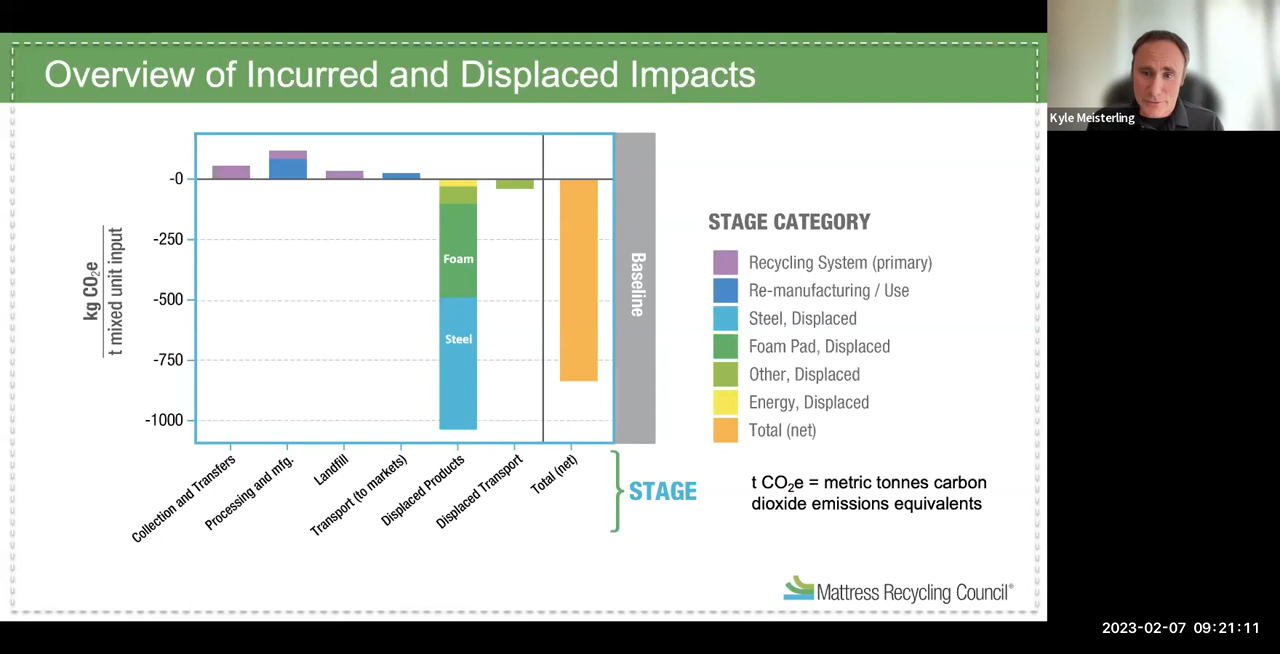 Overview of Incurred and Displaced Impacts
Kyle Meisterling
kg CO₂e
t mixed unit input
-0
-250
-500
-750
-1000
Foam
Steel
Baseline
Collection and Transfers
Processing and mfg.
Landfill
Transport (to markets)
Displaced Products
Displaced Transport
Total (net)
STAGE
STAGE CATEGORY
Recycling System (primary)
Re-manufacturing / Use
Steel, Displaced
Foam Pad, Displaced
Other, Displaced
Energy, Displaced
Total (net)
t CO₂e = metric tonnes carbon
dioxide emissions equivalents
Mattress Recycling Council®
2023-02-07 09:21:11